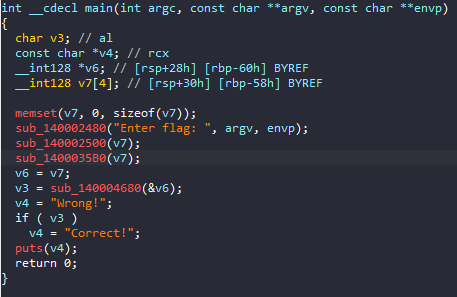 int __cdecl main(int argc, const char **argv, const char **envp)
{
char v3; // al
const char *v4; // rcx
__int128 *v6; // [rsp+28h] [rbp-60h] BYREF
__int128 v7[4]; // [rsp+30h] [rbp-58h] BYREF
memset(v7, 0, sizeof(v7));
sub_140002480("Enter flag: ", argv, envp);
sub_140002500(v7);
sub_1400035B0(v7);
v6 = v7;
v3 = sub_140004680(&v6);
v4 = "Wrong!";
if ( v3 )
v4 = "Correct!";
puts(v4);
return 0;
}